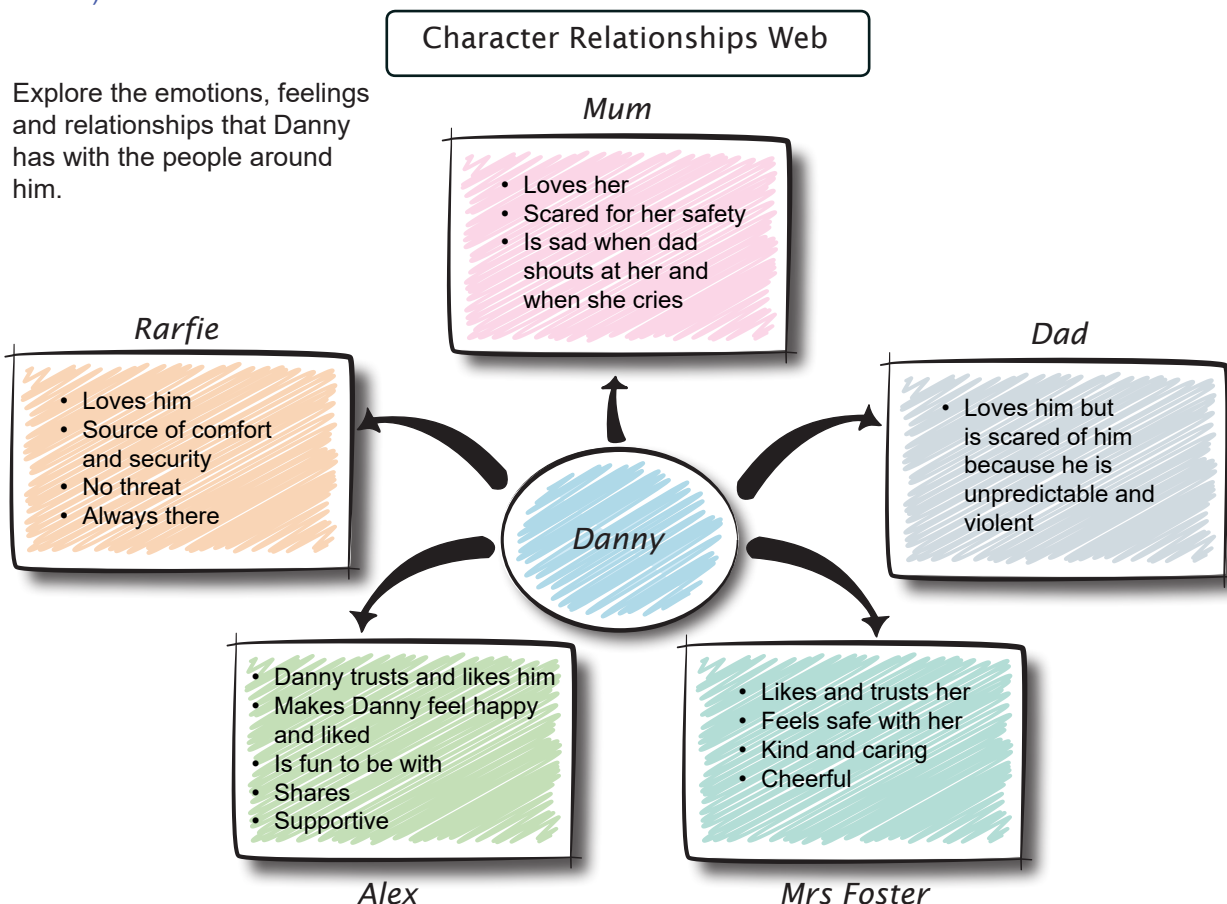 Character Relationships Web
Explore the emotions, feelings
and relationships that Danny
has with the people around
him.
Mum
• Loves her
• Scared for her safety
• Is sad when dad
shouts at her and
when she cries
Rarfie
• Loves him
• Source of comfort
and security
• No threat
• Always there
Dad
• Loves him but
is scared of him
because he is
unpredictable and
violent
Danny
• Danny trusts and likes him
• Makes Danny feel happy
and liked
• Is fun to be with
• Shares
• Supportive
Alex
• Likes and trusts her
• Feels safe with her
• Kind and caring
• Cheerful
Mrs Foster